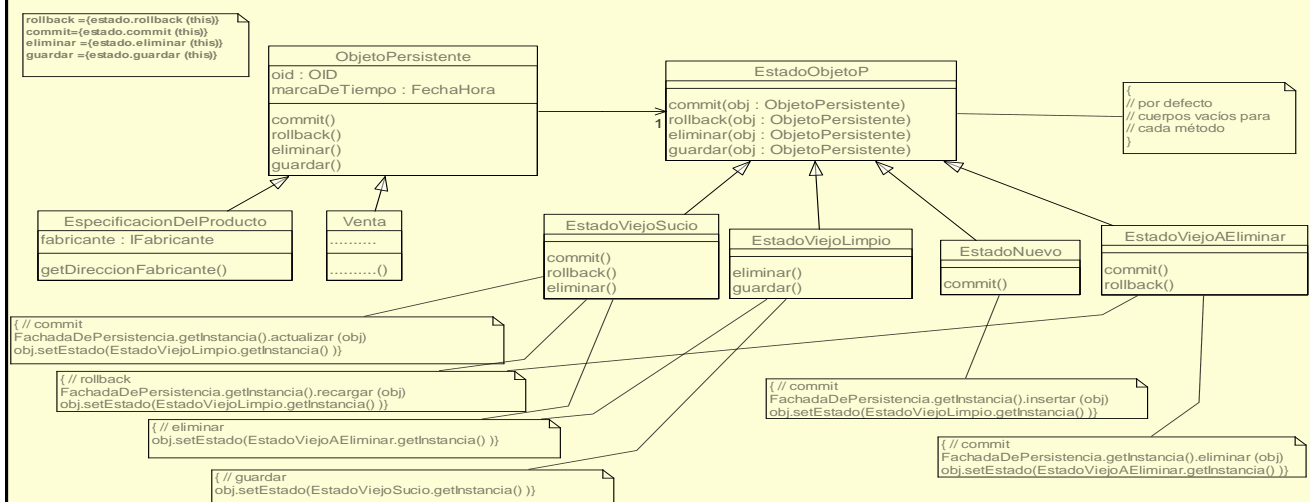 rollback ={estado.rollback (this)}
commit={estado.commit (this)}
eliminar ={estado.eliminar (this)}
guardar ={estado.guardar (this)}
ObjetoPersistente
oid : OID
marcaDeTiempo : FechaHora
commit()
rollback()
eliminar()
guardar()
1
EstadoObjetoP
commit(obj : ObjetoPersistente)
rollback(obj : ObjetoPersistente)
eliminar(obj : ObjetoPersistente)
guardar(obj : ObjetoPersistente)
{
// por defecto
// cuerpos vacíos para
// cada método
}
EspecificacionDelProducto
fabricante : IFabricante
getDireccionFabricante()
Venta
..........
..........()
EstadoViejoSucio
commit()
rollback()
eliminar()
EstadoViejoLimpio
eliminar()
guardar()
EstadoNuevo
commit()
EstadoViejoAEliminar
commit()
rollback()
{ // commit
FachadaDePersistencia.getInstancia().actualizar (obj)
obj.setEstado(EstadoViejoLimpio.getInstancia() )}
{ // rollback
FachadaDePersistencia.getInstancia().recargar (obj)
obj.setEstado(EstadoViejoLimpio.getInstancia() )}
{ // eliminar
obj.setEstado(EstadoViejoAEliminar.getInstancia() )}
{ // guardar
obj.setEstado(EstadoViejoSucio.getInstancia() )}
{ // commit
FachadaDePersistencia.getInstancia().insertar (obj)
obj.setEstado(EstadoViejoLimpio.getInstancia() )}
{ // commit
FachadaDePersistencia.getInstancia().eliminar (obj)
obj.setEstado(EstadoViejoAEliminar.getInstancia() )}